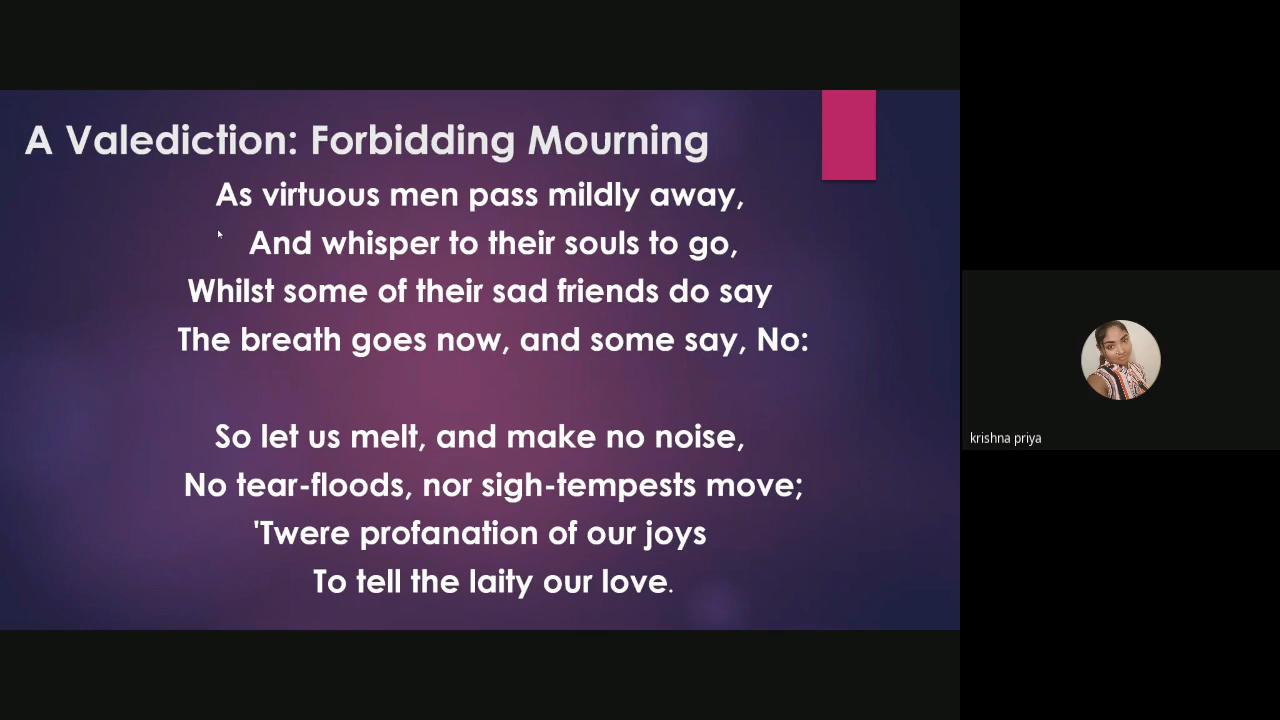 A Valediction: Forbidding Mourning
As virtuous men pass mildly away,
And whisper to their souls to go,
Whilst some of their sad friends do say
The breath goes now, and some say, No:
So let us melt, and make no noise,
No tear-floods, nor sigh-tempests move;
'Twere profanation of our joys
To tell the laity our love.
krishna priya